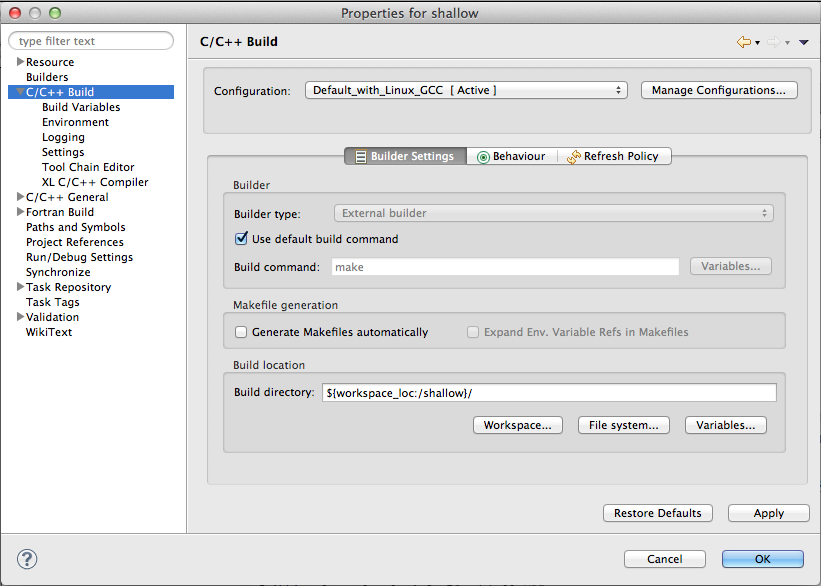 Properties for shallow
type filter text
Resource
Builders
C/C++ Build
Build Variables
Environment
Logging
Settings
Tool Chain Editor
XL C/C++ Compiler
C/C++ General
Fortran Build
Paths and Symbols
Project References
Run/Debug Settings
Synchronize
Task Repository
Task Tags
Validation
WikiText
C/C++ Build
Configuration: Default_with_Linux_GCC [ Active ] Manage Configurations...
Builder Settings Behaviour Refresh Policy
Builder
Builder type: External builder
Use default build command
Build command: make Variables...
Makefile generation
Generate Makefiles automatically Expand Env. Variable Refs in Makefiles
Build location
Build directory: ${workspace_loc:/shallow}/
Workspace... File system... Variables...
Restore Defaults Apply
? Cancel OK